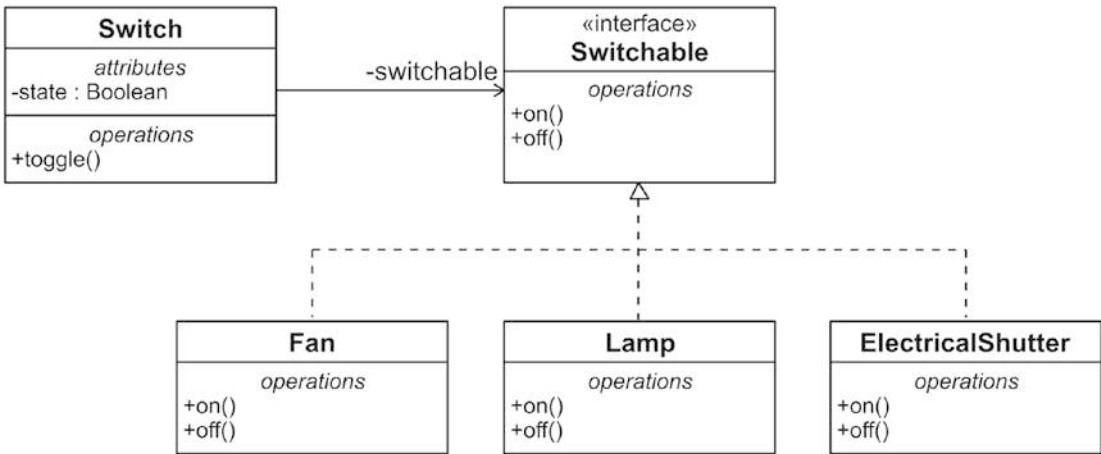 Switch
attributes
-state : Boolean
operations
+toggle()
-switchable
«interface»
Switchable
operations
+on()
+off()
Fan
operations
+on()
+off()
Lamp
operations
+on()
+off()
ElectricalShutter
operations
+on()
+off()